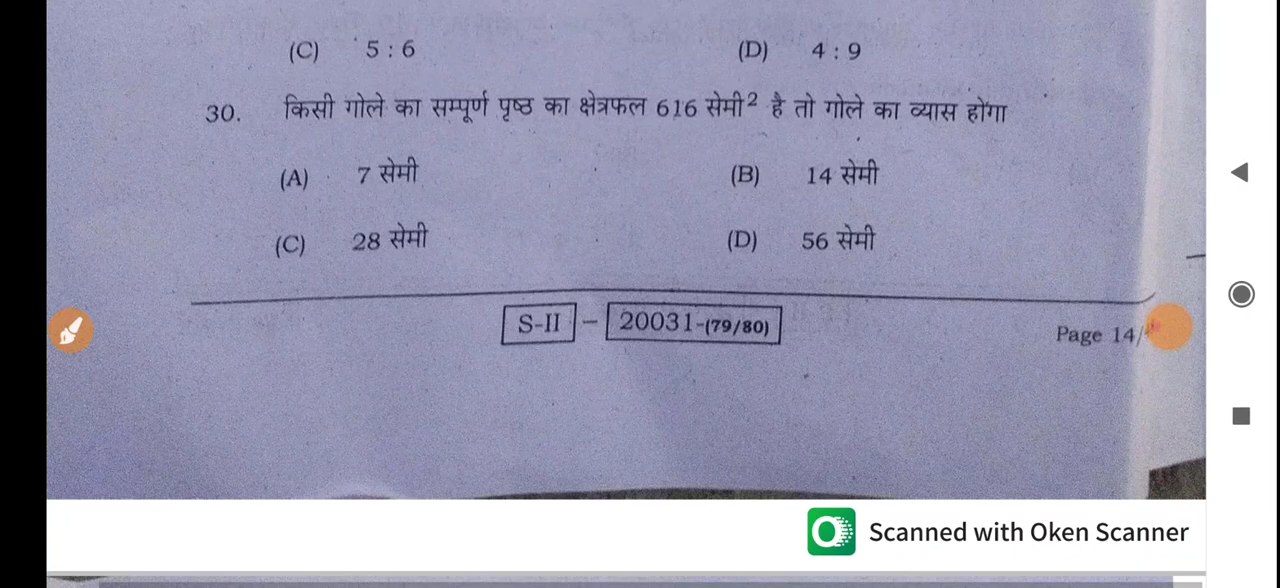 (C) 5 : 6 (D) 4 : 9
30. किसी गोले का सम्पूर्ण पृष्ठ का क्षेत्रफल 616 सेमी² है तो गोले का व्यास होगा
(A) 7 सेमी (B) 14 सेमी
(C) 28 सेमी (D) 56 सेमी
S-II - 20031-(79/80)
Page 14/
Scanned with Oken Scanner